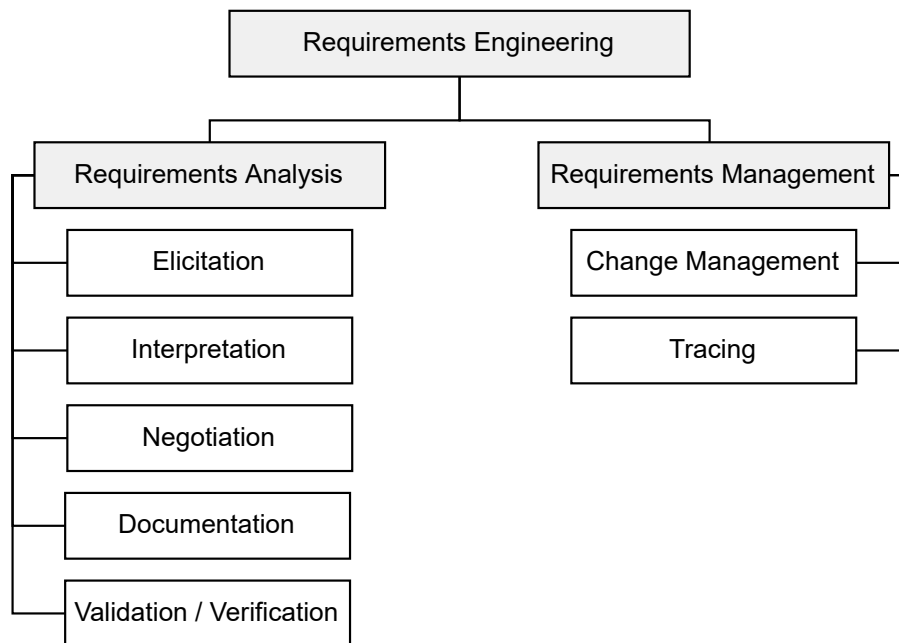 Requirements Engineering
Requirements Analysis
Elicitation
Interpretation
Negotiation
Documentation
Validation / Verification
Requirements Management
Change Management
Tracing